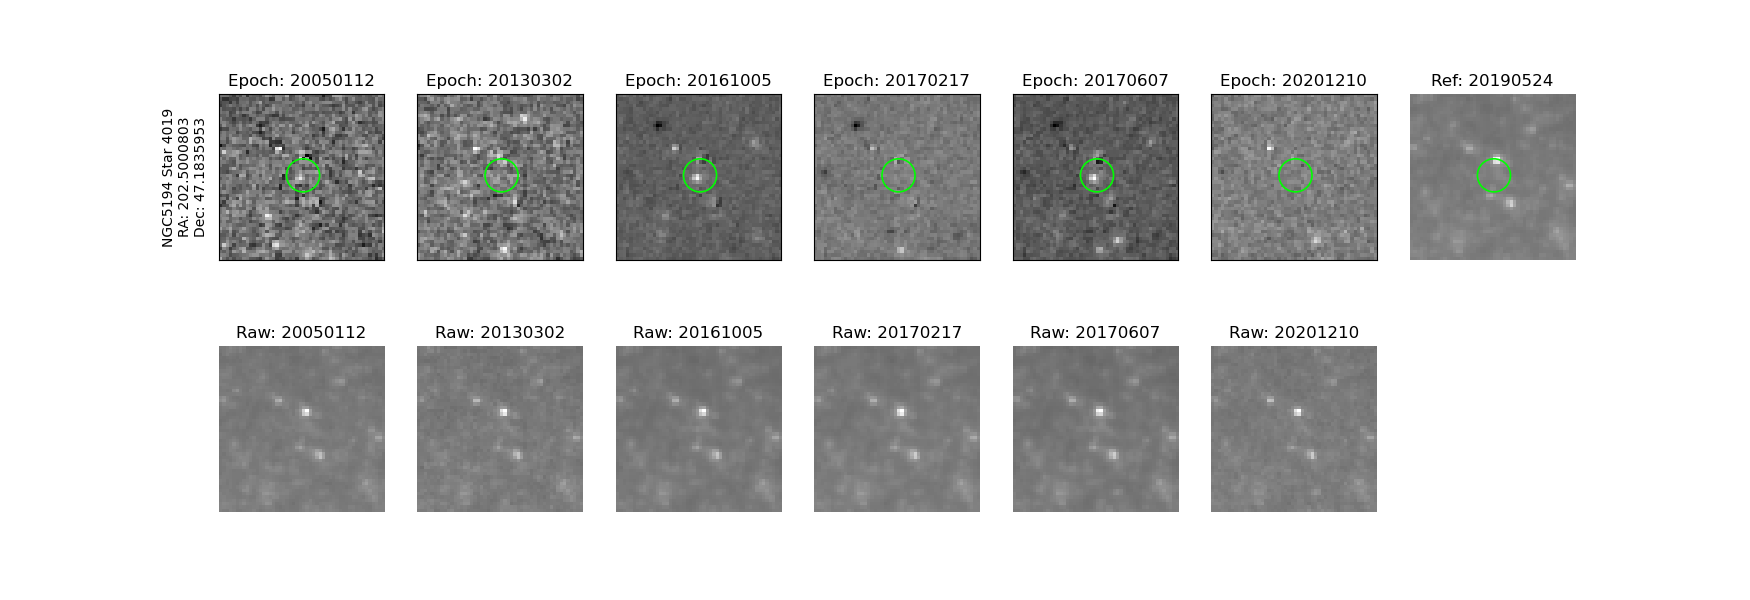 Epoch: 20050112
Epoch: 20130302
Epoch: 20161005
Epoch: 20170217
Epoch: 20170607
Epoch: 20201210
Ref: 20190524
NGC5194 Star 4019
RA: 202.5000803
Dec: 47.1835953
Raw: 20050112
Raw: 20130302
Raw: 20161005
Raw: 20170217
Raw: 20170607
Raw: 20201210